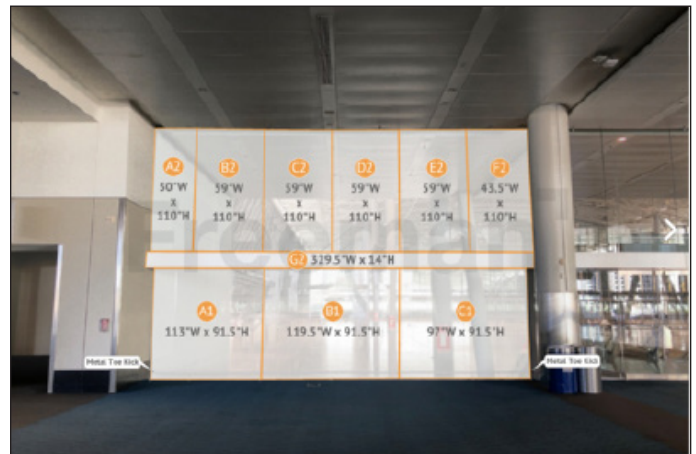 A2
50"W
x
110"H
B2
59"W
x
110"H
C2
59"W
x
110"H
D2
59"W
x
110"H
E2
59"W
x
110"H
F2
43.5"W
x
110"H
Freeman
G2 329.5"W x 14"H
A1
113"W x 91.5"H
B1
119.5"W x 91.5"H
C1
97"W x 91.5"H
Metal Toe Kick
Metal Toe Kick